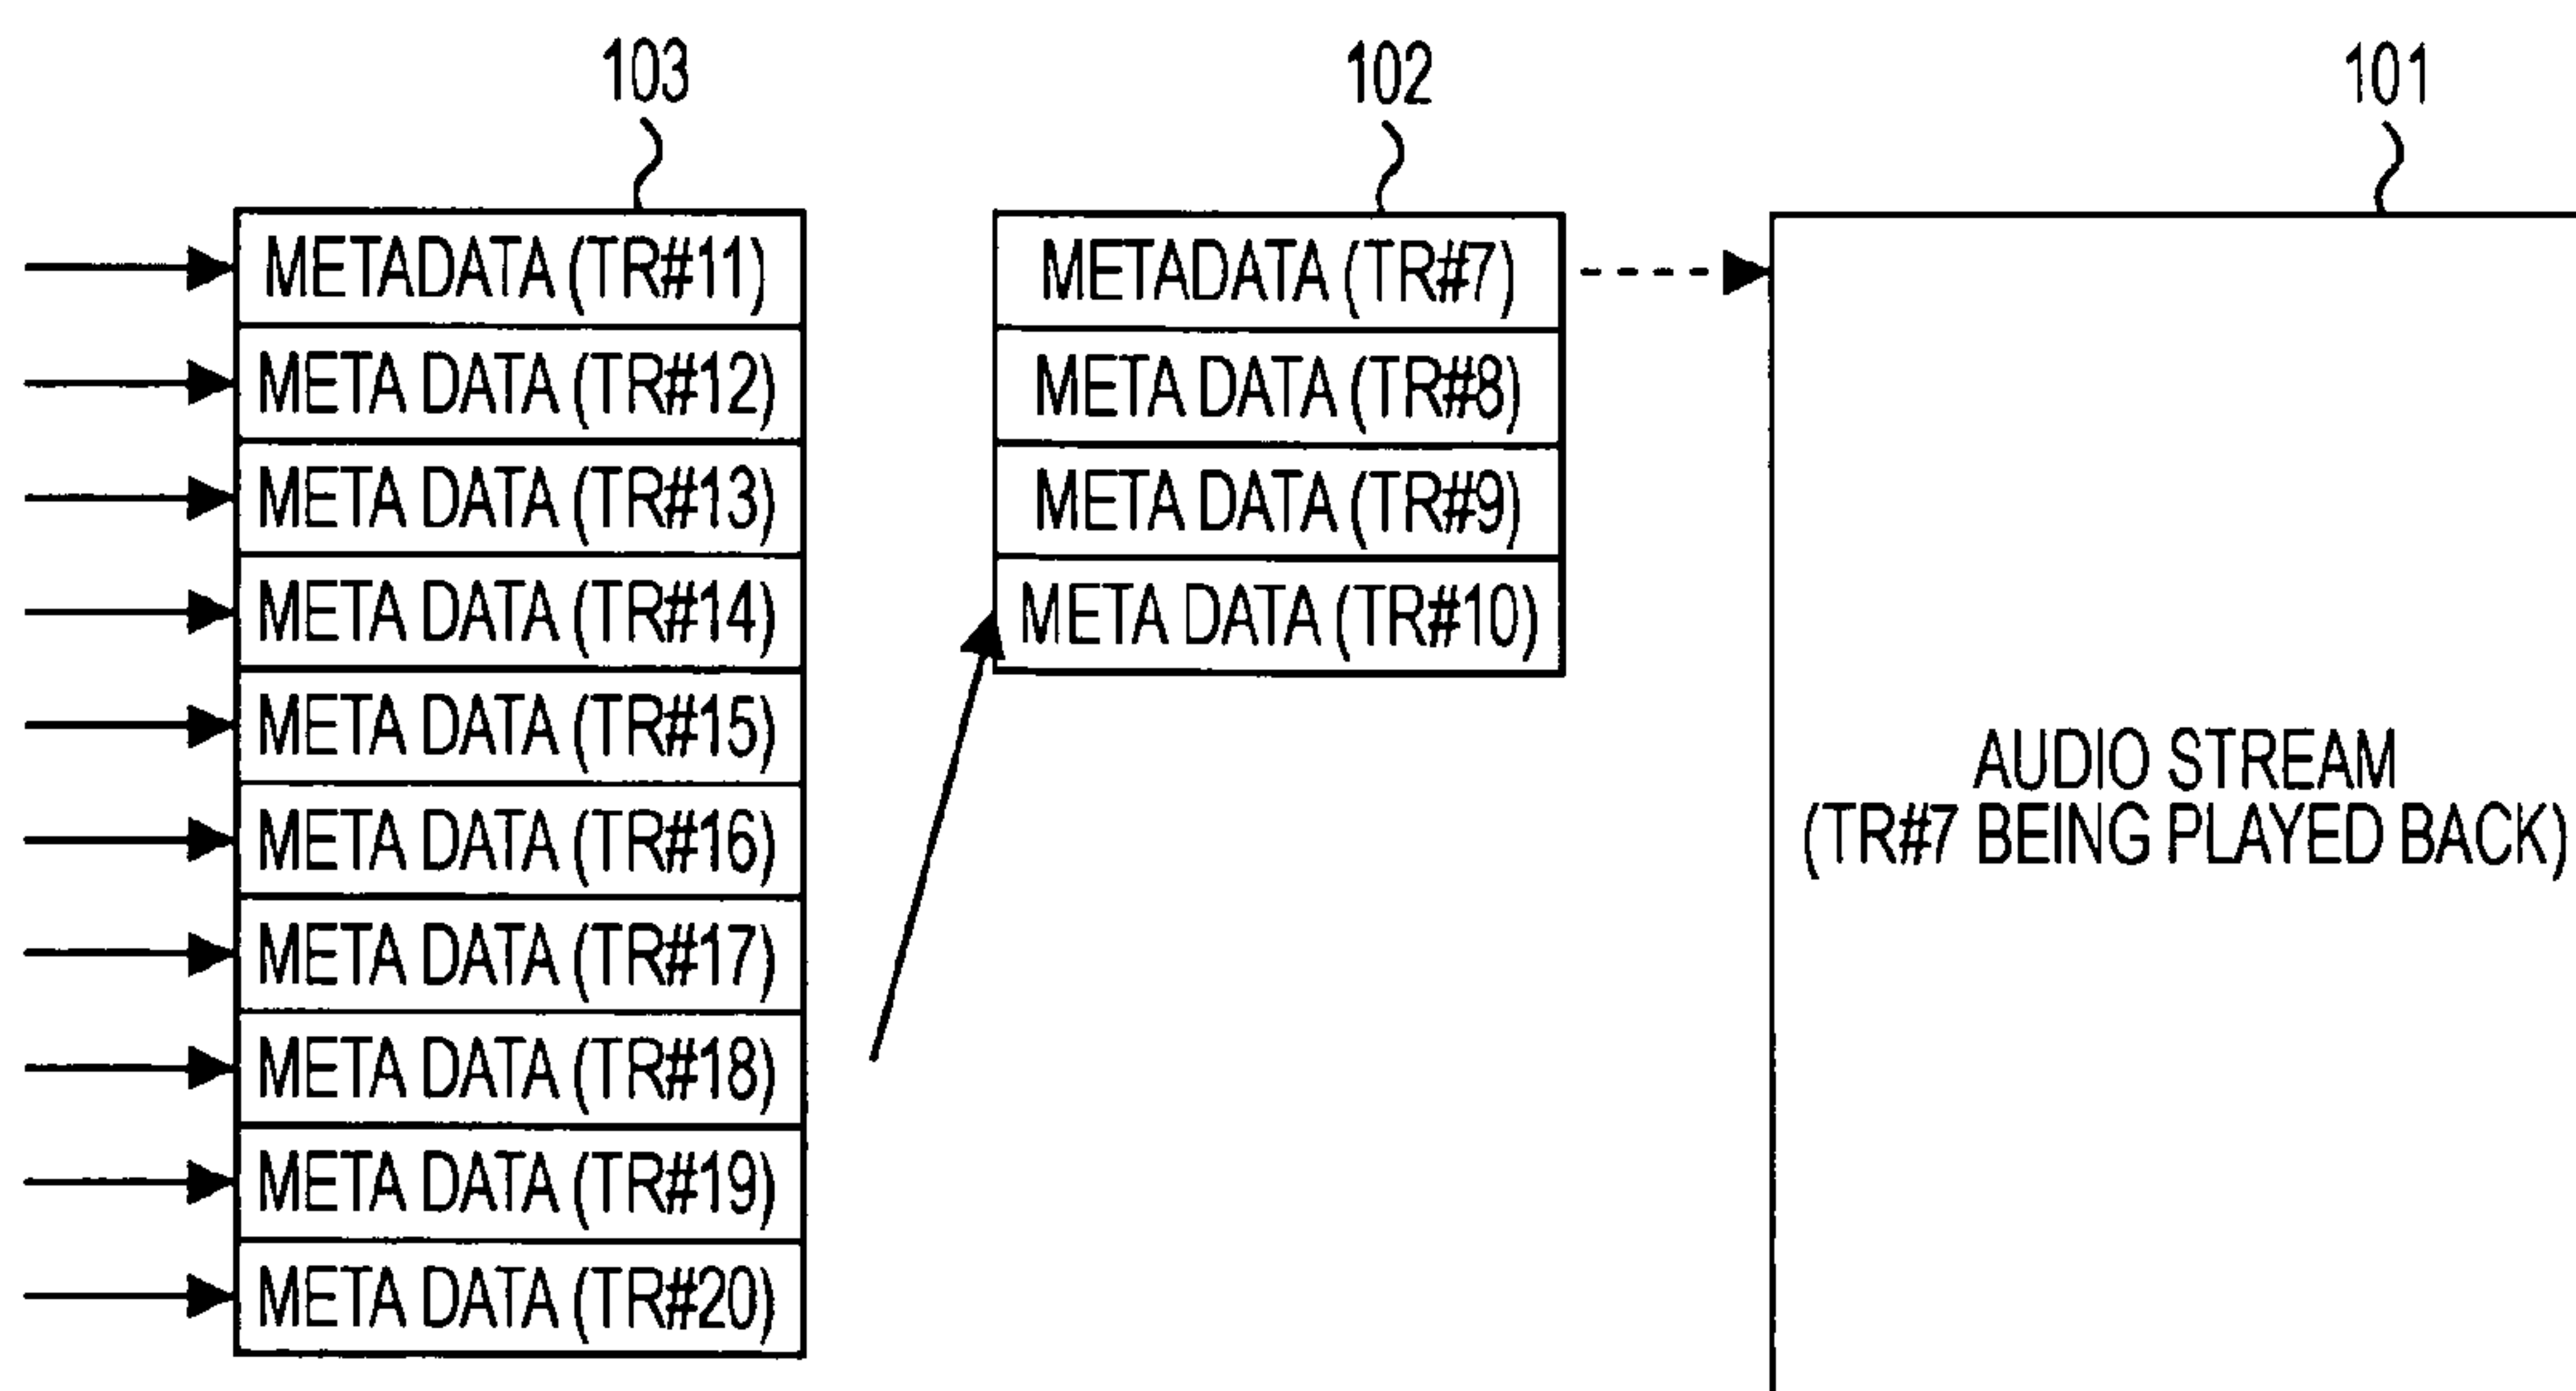 103
METADATA (TR#11)
META DATA (TR#12)
META DATA (TR#13)
META DATA (TR#14)
META DATA (TR#15)
META DATA (TR#16)
META DATA (TR#17)
META DATA (TR#18)
META DATA (TR#19)
META DATA (TR#20)
102
METADATA (TR#7)
META DATA (TR#8)
META DATA (TR#9)
META DATA (TR#10)
101
AUDIO STREAM
(TR#7 BEING PLAYED BACK)